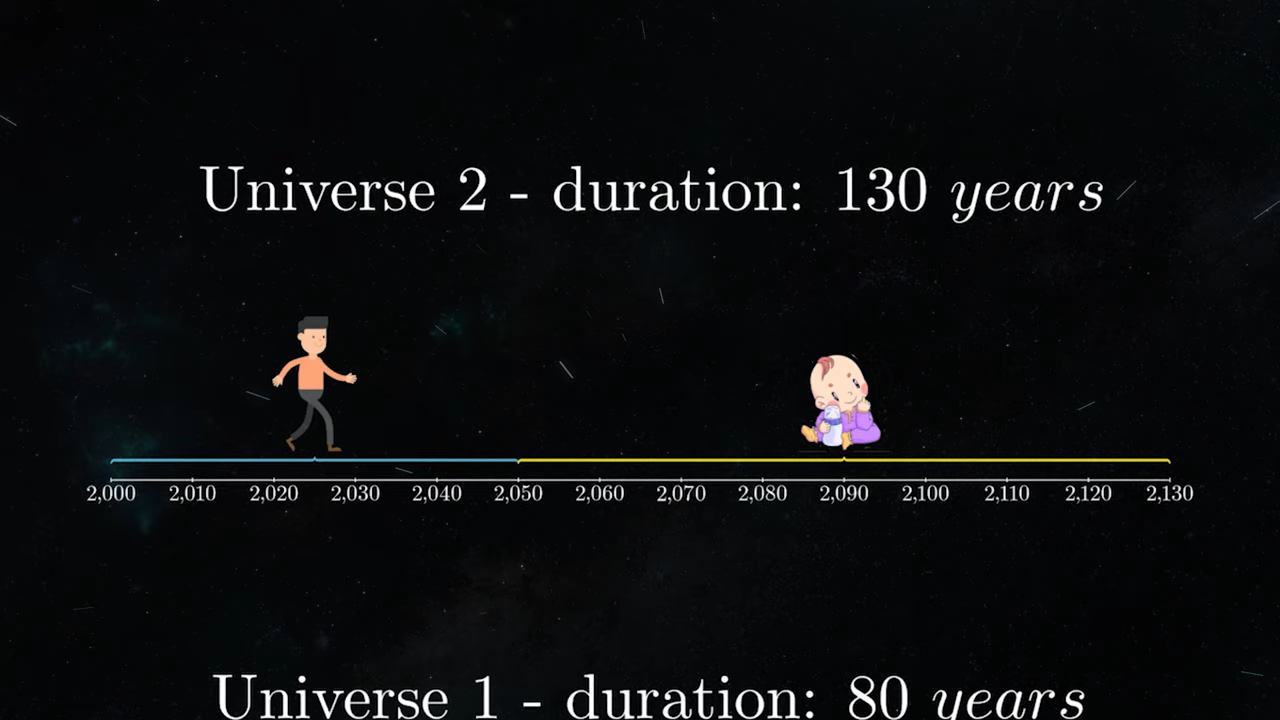 Universe 2 - duration: 130 years
2,000 2,010 2,020 2,030 2,040 2,050 2,060 2,070 2,080 2,090 2,100 2,110 2,120 2,130
Universe 1 - duration: 80 years